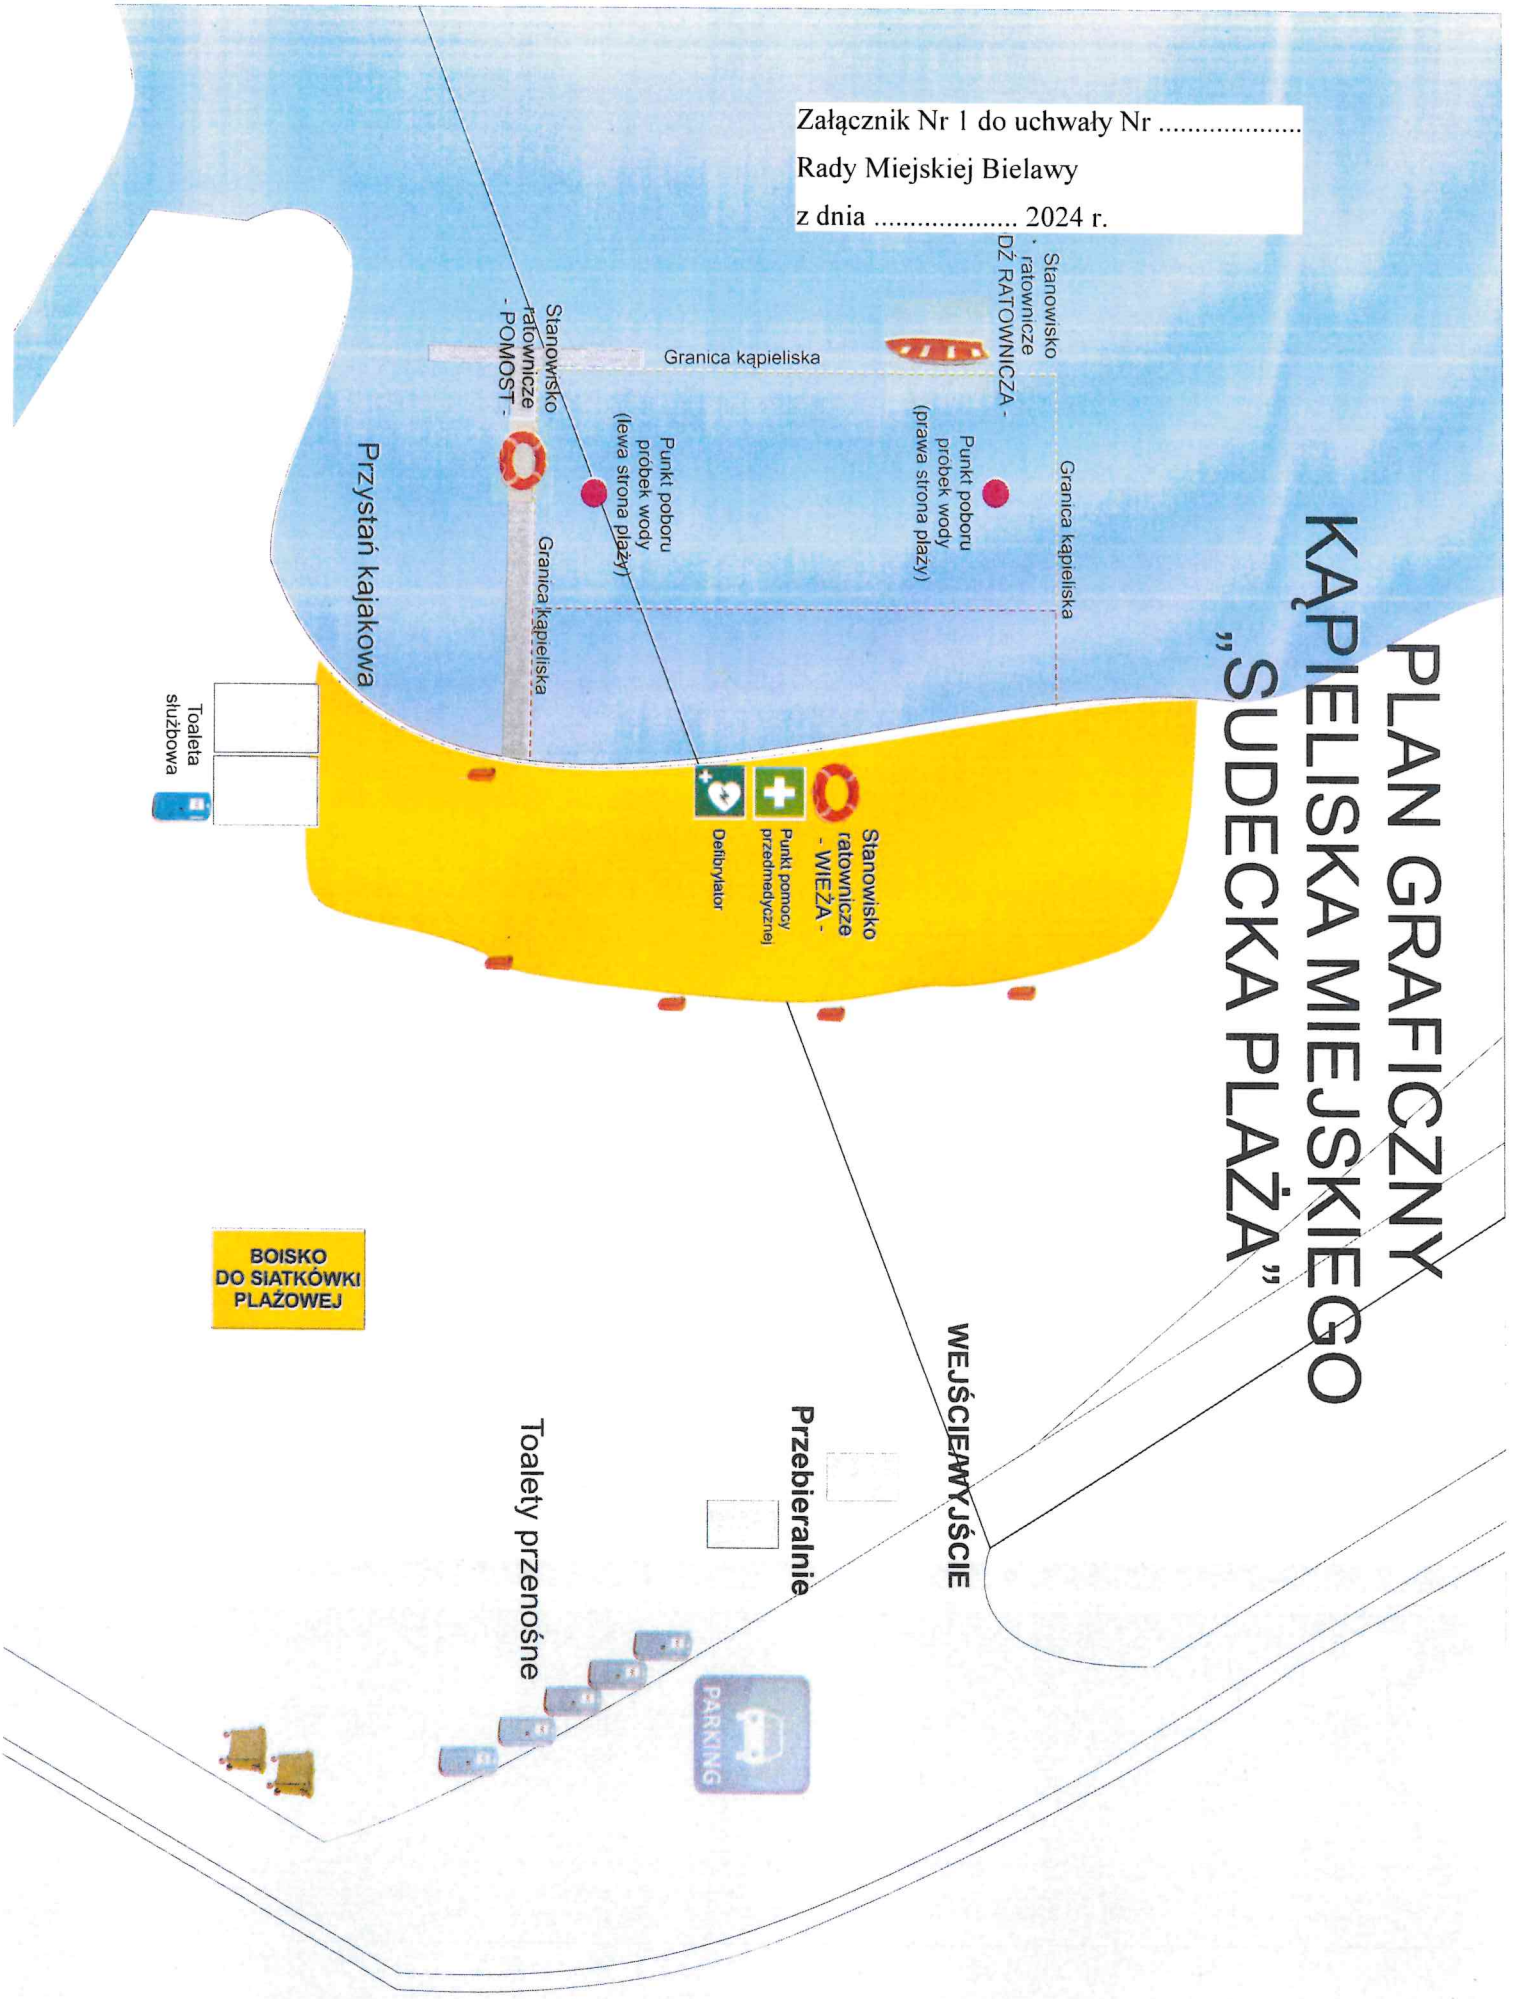 Załącznik Nr 1 do uchwały Nr ...................
Rady Miejskiej Bielawy
z dnia ................... 2024 r.
PLAN GRAFICZNY
KĄPIELISKA MIEJSKIEGO
„SUDECKA PLAŻA”
Stanowisko
ratownicze
DŹ RATOWNICZA -
Granica kąpieliska
Granica kąpieliska
Punkt poboru
próbek wody
(prawa strona plaży)
Punkt poboru
próbek wody
(lewa strona plaży)
Stanowisko
ratownicze
- POMOST -
Granica kąpieliska
Przystań kajakowa
Toaleta
służbowa
Stanowisko
ratownicze
- WIEŻA -
Punkt pomocy
przedmedycznej
Defibrylator
BOISKO
DO SIATKÓWKI
PLAŻOWEJ
WEJŚCIE/WYJŚCIE
Przebieralnie
Toalety przenośne
PARKING